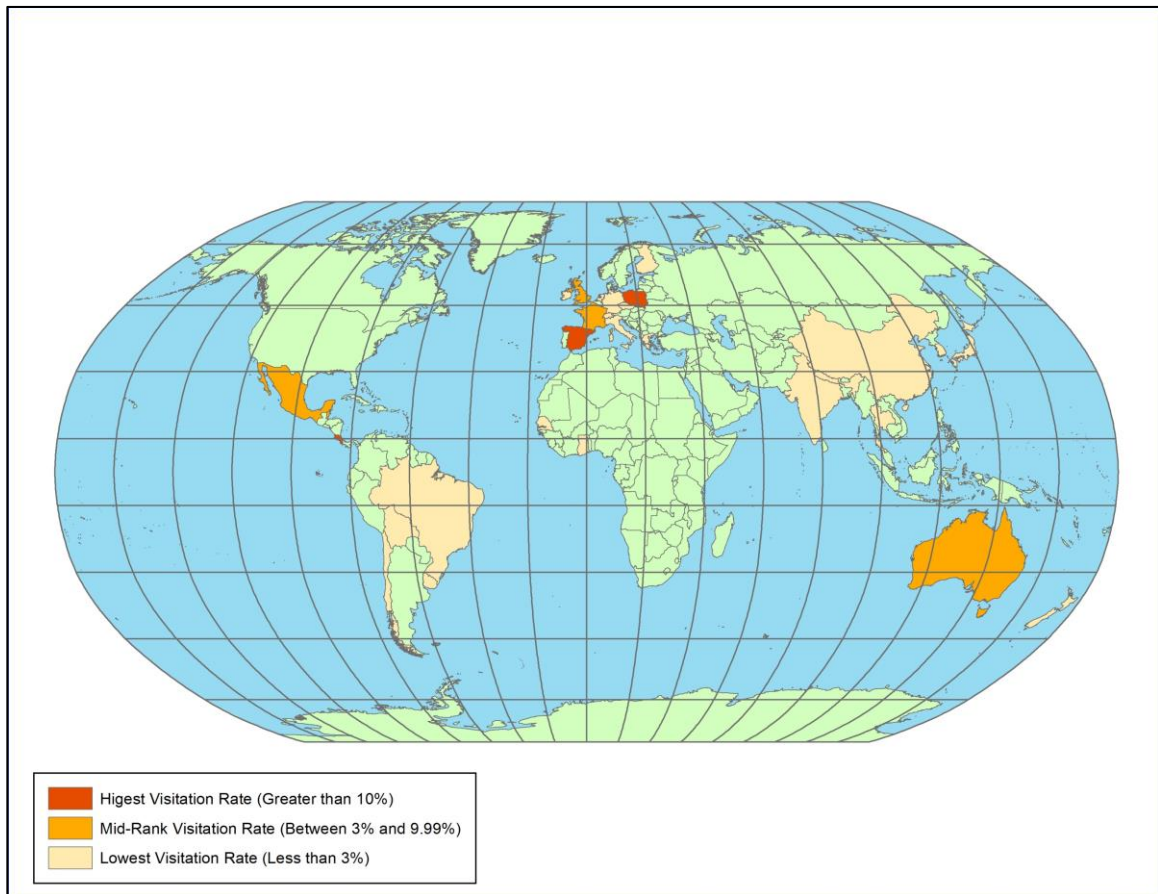 Higest Visitation Rate (Greater than 10%)
Mid-Rank Visitation Rate (Between 3% and 9.99%)
Lowest Visitation Rate (Less than 3%)